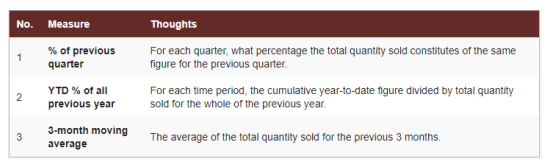 No. Measure Thoughts
1 % of previous quarter For each quarter, what percentage the total quantity sold constitutes of the same figure for the previous quarter.
2 YTD % of all previous year For each time period, the cumulative year-to-date figure divided by total quantity sold for the whole of the previous year.
3 3-month moving average The average of the total quantity sold for the previous 3 months.